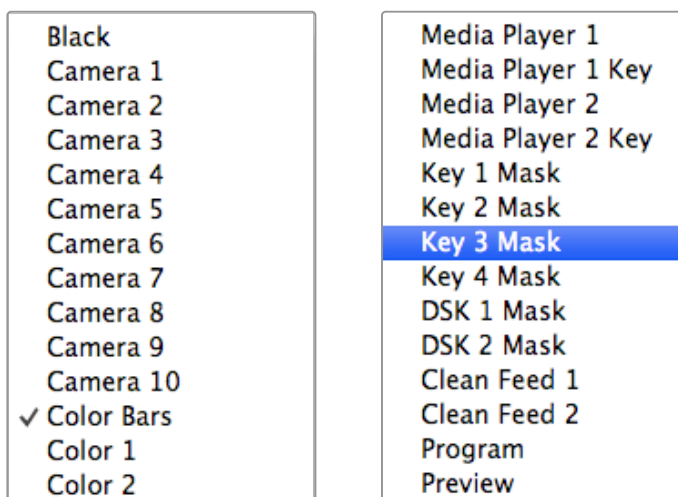 Black
Camera 1
Camera 2
Camera 3
Camera 4
Camera 5
Camera 6
Camera 7
Camera 8
Camera 9
Camera 10
✓ Color Bars
Color 1
Color 2
Media Player 1
Media Player 1 Key
Media Player 2
Media Player 2 Key
Key 1 Mask
Key 2 Mask
Key 3 Mask
Key 4 Mask
DSK 1 Mask
DSK 2 Mask
Clean Feed 1
Clean Feed 2
Program
Preview